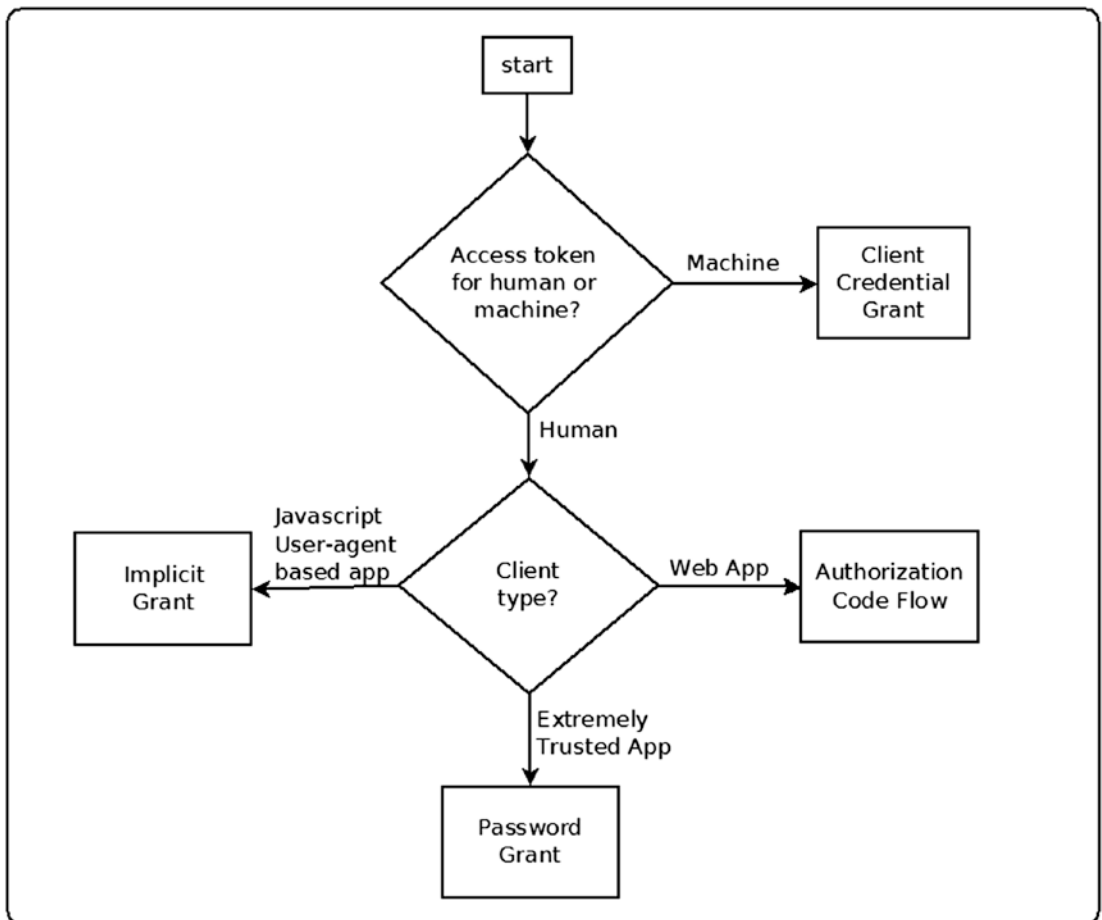 start
Access token
for human or
machine?
Machine
Client
Credential
Grant
Human
Javascript
User-agent
based app
Implicit
Grant
Client
type?
Web App
Authorization
Code Flow
Extremely
Trusted App
Password
Grant